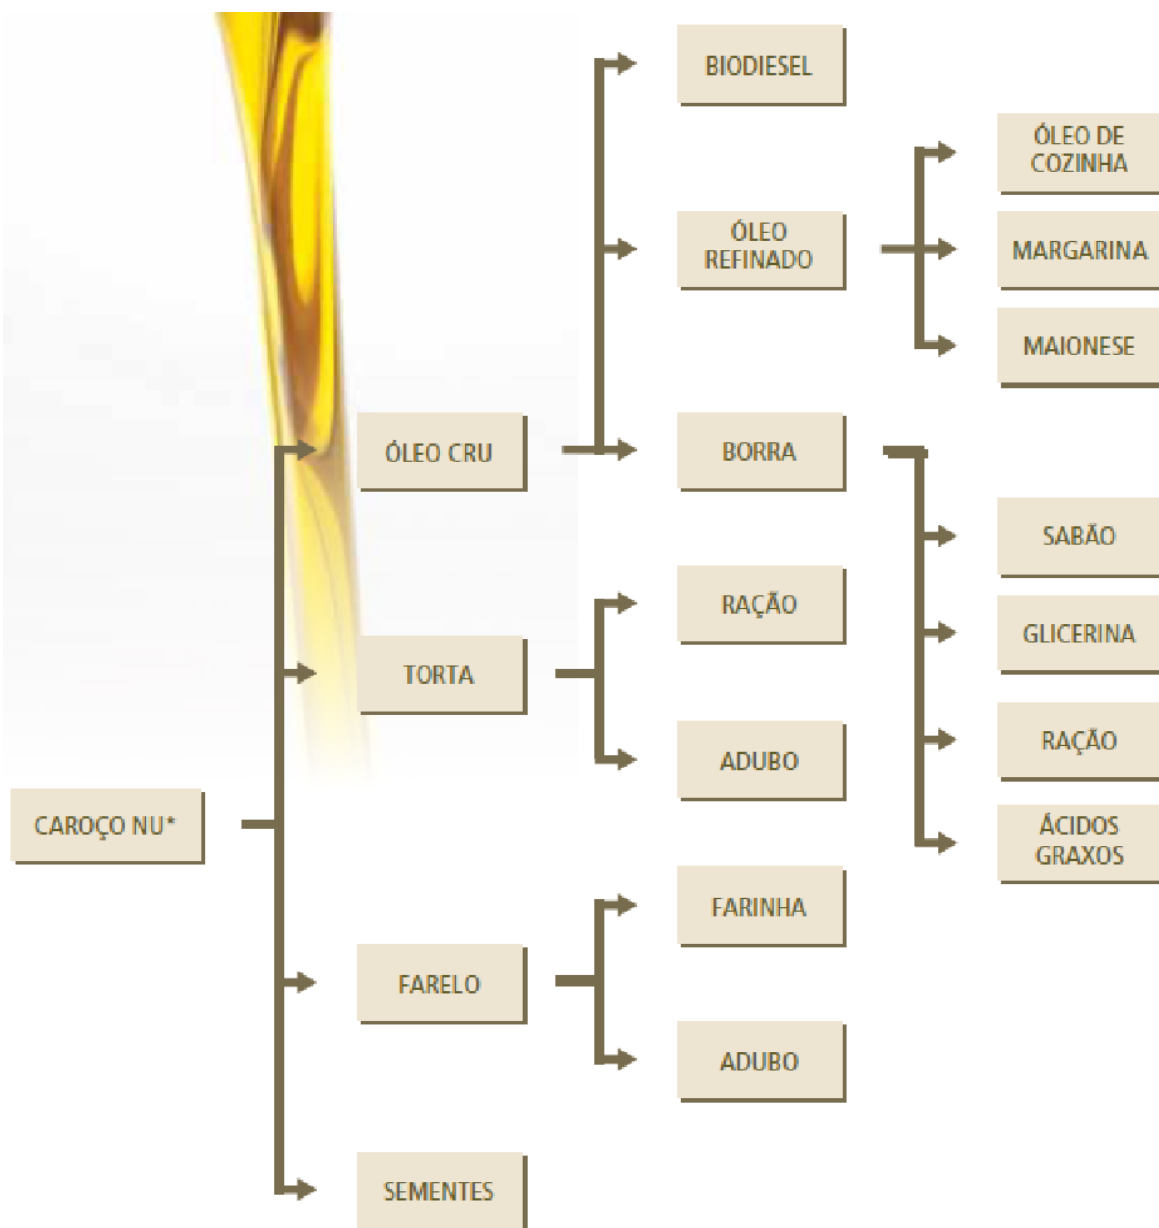 BIODIESEL
ÓLEO DE
COZINHA
ÓLEO
REFINADO
MARGARINA
MAIONESE
ÓLEO CRU
BORRA
SABÃO
RAÇÃO
GLICERINA
TORTA
RAÇÃO
ADUBO
CAROÇO NU*
ÁCIDOS
GRAXOS
FARINHA
FARELO
ADUBO
SEMENTES